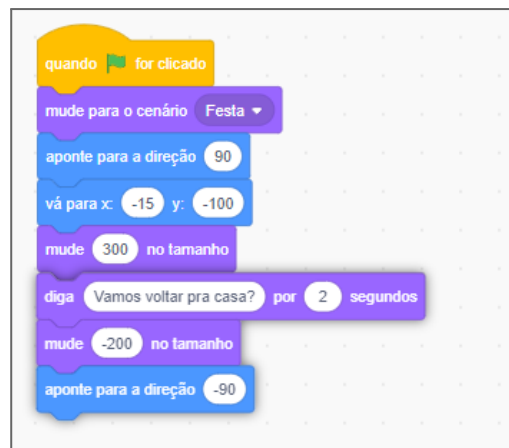 quando for clicado
mude para o cenário Festa
aponte para a direção 90
vá para x: -15 y: -100
mude 300 no tamanho
diga Vamos voltar pra casa? por 2 segundos
mude -200 no tamanho
aponte para a direção -90